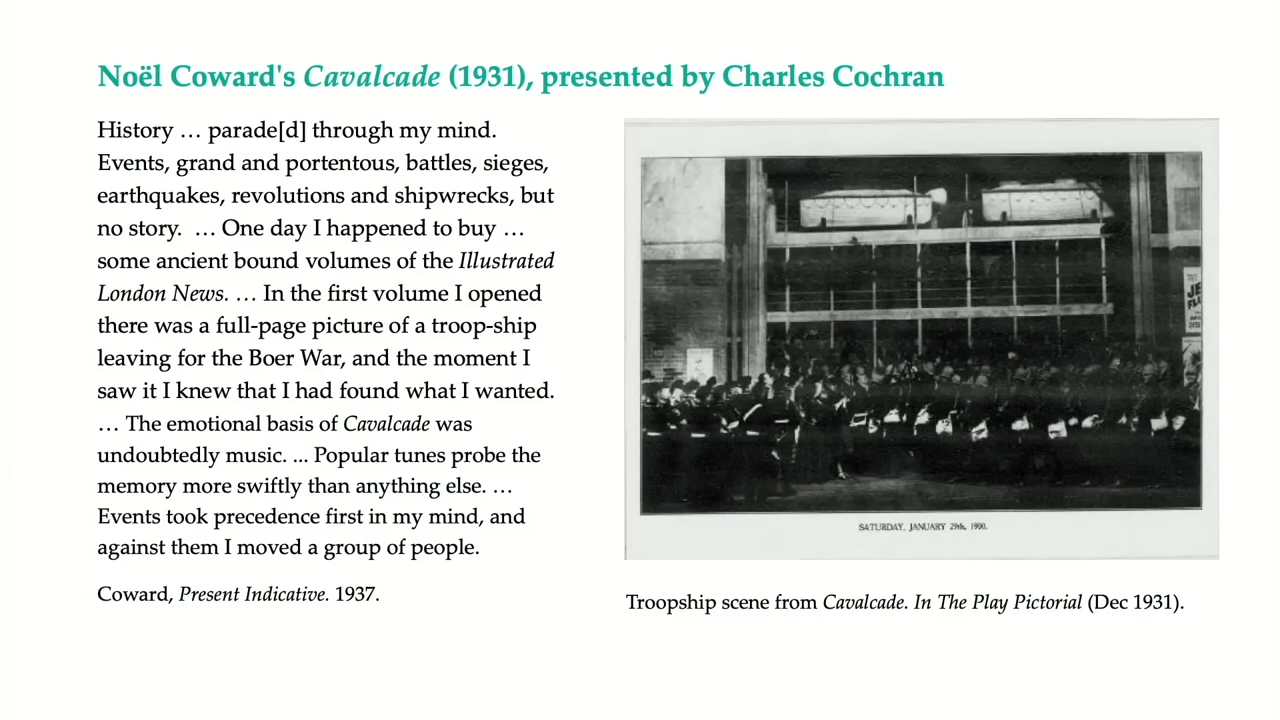 Noël Coward's Cavalcade (1931), presented by Charles Cochran
History … parade[d] through my mind.
Events, grand and portentous, battles, sieges,
earthquakes, revolutions and shipwrecks, but
no story.  … One day I happened to buy …
some ancient bound volumes of the Illustrated
London News. … In the first volume I opened
there was a full-page picture of a troop-ship
leaving for the Boer War, and the moment I
saw it I knew that I had found what I wanted.
… The emotional basis of Cavalcade was
undoubtedly music. ... Popular tunes probe the
memory more swiftly than anything else. …
Events took precedence first in my mind, and
against them I moved a group of people.
Coward, Present Indicative. 1937.
SATURDAY, JANUARY 29th, 1900.
Troopship scene from Cavalcade. In The Play Pictorial (Dec 1931).